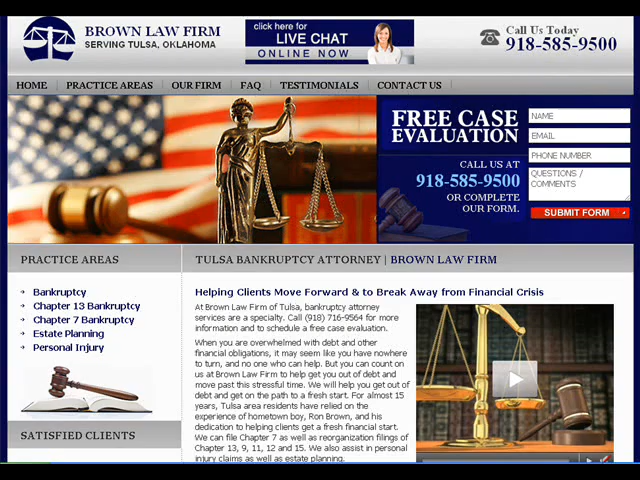 BROWN LAW FIRM
SERVING TULSA, OKLAHOMA
click here for
LIVE CHAT
ONLINE NOW
Call Us Today
918-585-9500
HOME PRACTICE AREAS OUR FIRM FAQ TESTIMONIALS CONTACT US
FREE CASE
EVALUATION
CALL US AT
918-585-9500
OR COMPLETE
OUR FORM.
NAME
EMAIL
PHONE NUMBER
QUESTIONS /
COMMENTS
SUBMIT FORM
PRACTICE AREAS
Bankruptcy
Chapter 13 Bankruptcy
Chapter 7 Bankruptcy
Estate Planning
Personal Injury
SATISFIED CLIENTS
TULSA BANKRUPTCY ATTORNEY | BROWN LAW FIRM
Helping Clients Move Forward & to Break Away from Financial Crisis
At Brown Law Firm of Tulsa, bankruptcy attorney
services are a specialty. Call (918) 716-9564 for more
information and to schedule a free case evaluation.
When you are overwhelmed with debt and other
financial obligations, it may seem like you have nowhere
to turn, and no one who can help. But you can count on
us at Brown Law Firm to help get you out of debt and
move past this stressful time. We will help you get out of
debt and get on the path to a fresh start. For almost 15
years, Tulsa area residents have relied on the
experience of hometown boy, Ron Brown, and his
dedication to helping clients get a fresh financial start.
We can file Chapter 7 as well as reorganization filings of
Chapter 13, 9, 11, 12 and 15. We also assist in personal
injury claims as well as estate planning.